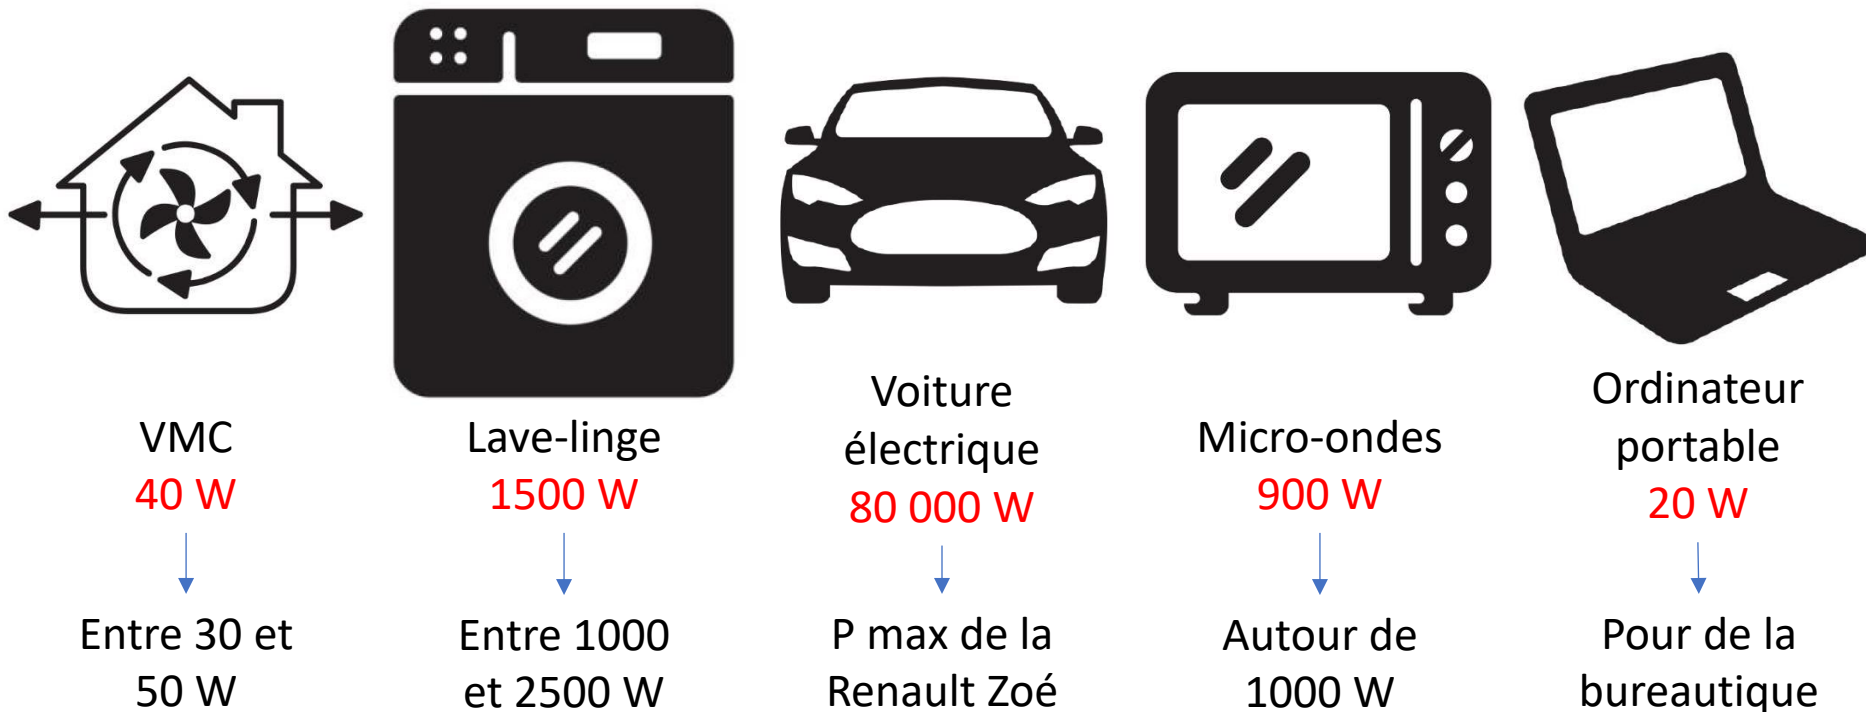 VMC
40 W
Entre 30 et
50 W
Lave-linge
1500 W
Entre 1000
et 2500 W
Voiture
électrique
80 000 W
P max de la
Renault Zoé
Micro-ondes
900 W
Autour de
1000 W
Ordinateur
portable
20 W
Pour de la
bureautique